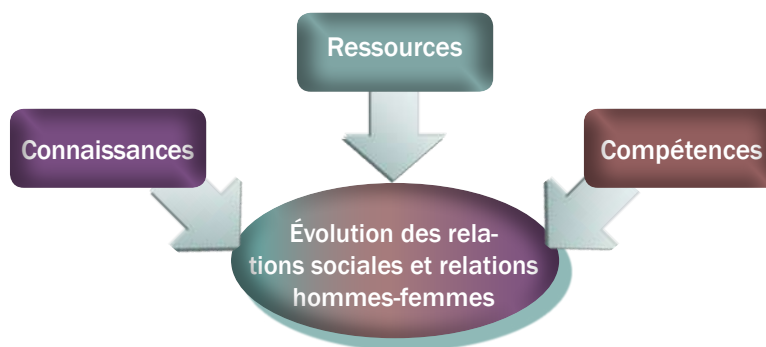 Ressources
Connaissances
Compétences
Évolution des rela-
tions sociales et relations
hommes-femmes